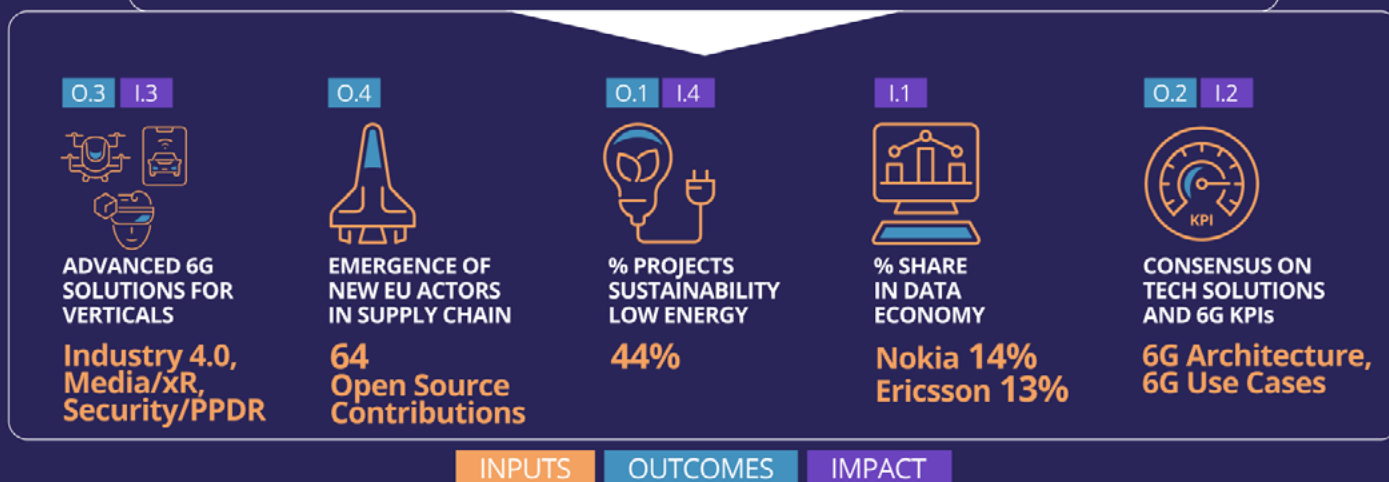 O.3 I.3
ADVANCED 6G
SOLUTIONS FOR
VERTICALS
Industry 4.0,
Media/xR,
Security/PPDR
O.4
EMERGENCE OF
NEW EU ACTORS
IN SUPPLY CHAIN
64
Open Source
Contributions
O.1 I.4
% PROJECTS
SUSTAINABILITY
LOW ENERGY
44%
I.1
% SHARE
IN DATA
ECONOMY
Nokia 14%
Ericsson 13%
O.2 I.2
KPI
CONSENSUS ON
TECH SOLUTIONS
AND 6G KPIs
6G Architecture,
6G Use Cases
INPUTS OUTCOMES IMPACT